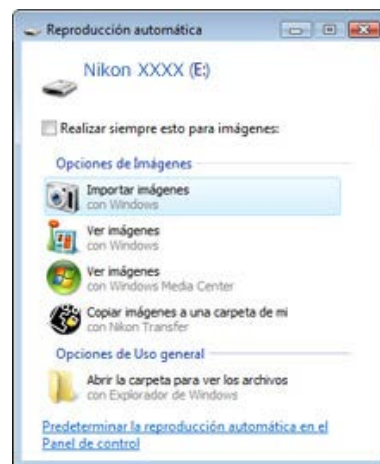 Reproducción automática
Nikon XXXX (E:)
Realizar siempre esto para imágenes:
Opciones de Imágenes
Importar imágenes
con Windows
Ver imágenes
con Windows
Ver imágenes
con Windows Media Center
Copiar imágenes a una carpeta de mi
con Nikon Transfer
Opciones de Uso general
Abrir la carpeta para ver los archivos
con Explorador de Windows
Predeterminar la reproducción automática en el
Panel de control